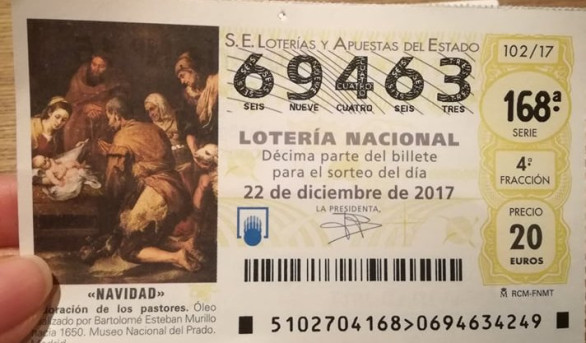 S.E. LOTERÍAS Y APUESTAS DEL ESTADO
102/17
69463
SEIS NUEVE CUATRO SEIS TRES
168ª
SERIE
LOTERÍA NACIONAL
Décima parte del billete
para el sorteo del día
22 de diciembre de 2017
LA PRESIDENTA,
4ª
FRACCIÓN
PRECIO
20
EUROS
RCM-FNMT
«NAVIDAD»
de los pastores. Óleo
por Bartolomé Esteban Murillo
1650. Museo Nacional del Prado.
5102704168>0694634249